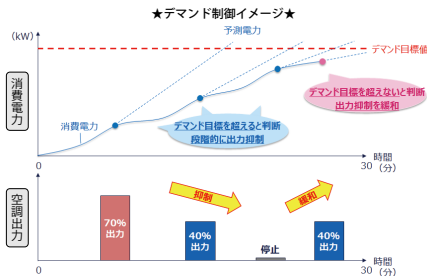 ★デマンド制御イメージ★
予測電力
(kW)
デマンド目標値
消費電力
デマンド目標を超えないと判断
出力抑制を緩和
消費電力
デマンド目標を超えると判断
段階的に出力抑制
0
30
時間
(分)
空調出力
70%
出力
抑制
40%
出力
緩和
停止
40%
出力
0
30
時間
(分)